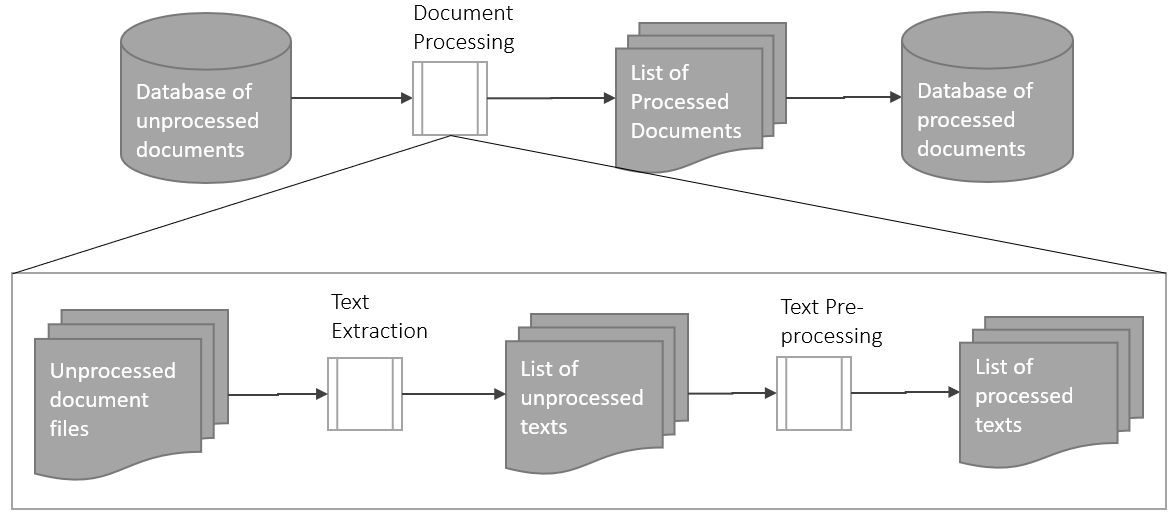 Document
Processing
Database of
unprocessed
documents
List of
Processed
Documents
Database of
processed
documents
Text
Extraction
Text Pre-
processing
Unprocessed
document
files
List of
unprocessed
texts
List of
processed
texts